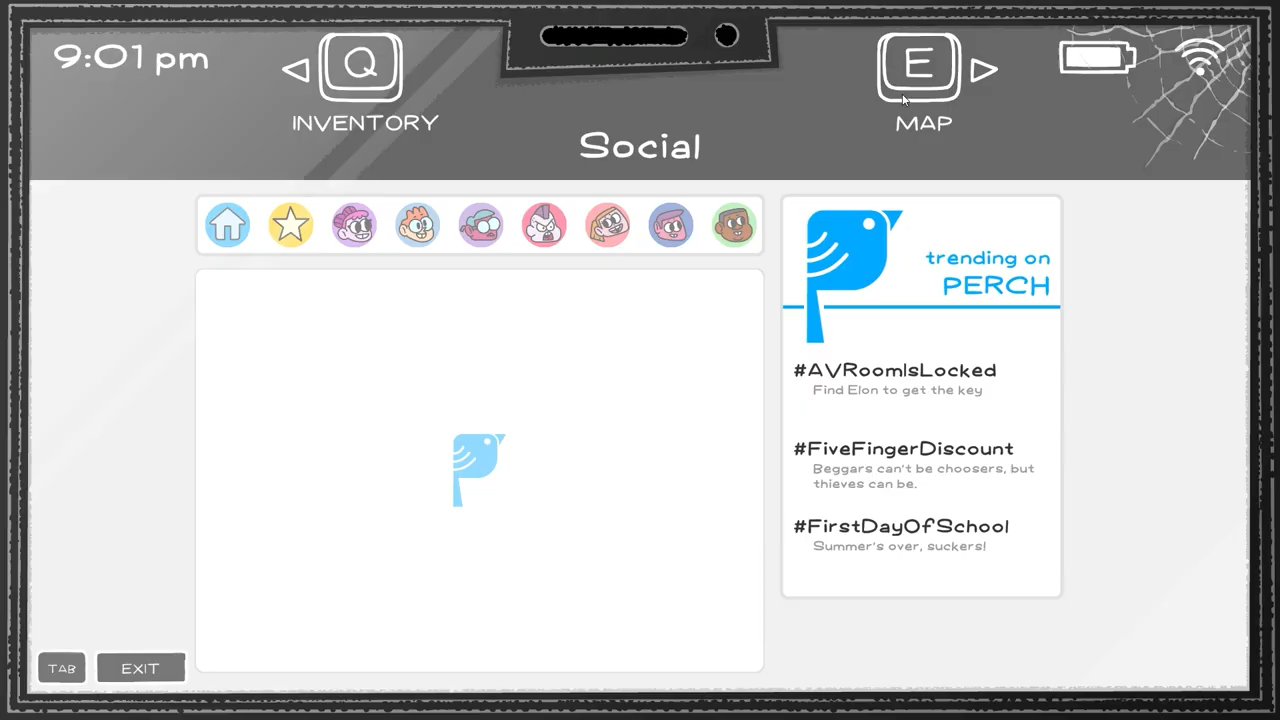 9:01 pm
Q
INVENTORY
E
MAP
Social
trending on
PERCH
#AVRoomIsLocked
Find Elon to get the key
#FiveFingerDiscount
Beggars can't be choosers, but
thieves can be.
#FirstDayOfSchool
Summer's over, suckers!
TAB
EXIT